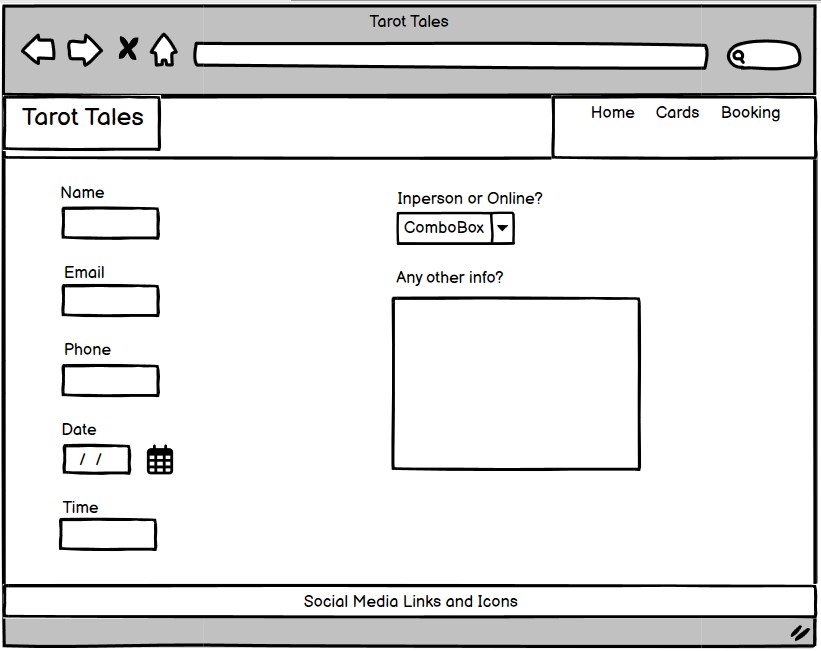 Tarot Tales
Tarot Tales
Home Cards Booking
Name
Email
Phone
Date
/ /
Time
Inperson or Online?
ComboBox
Any other info?
Social Media Links and Icons